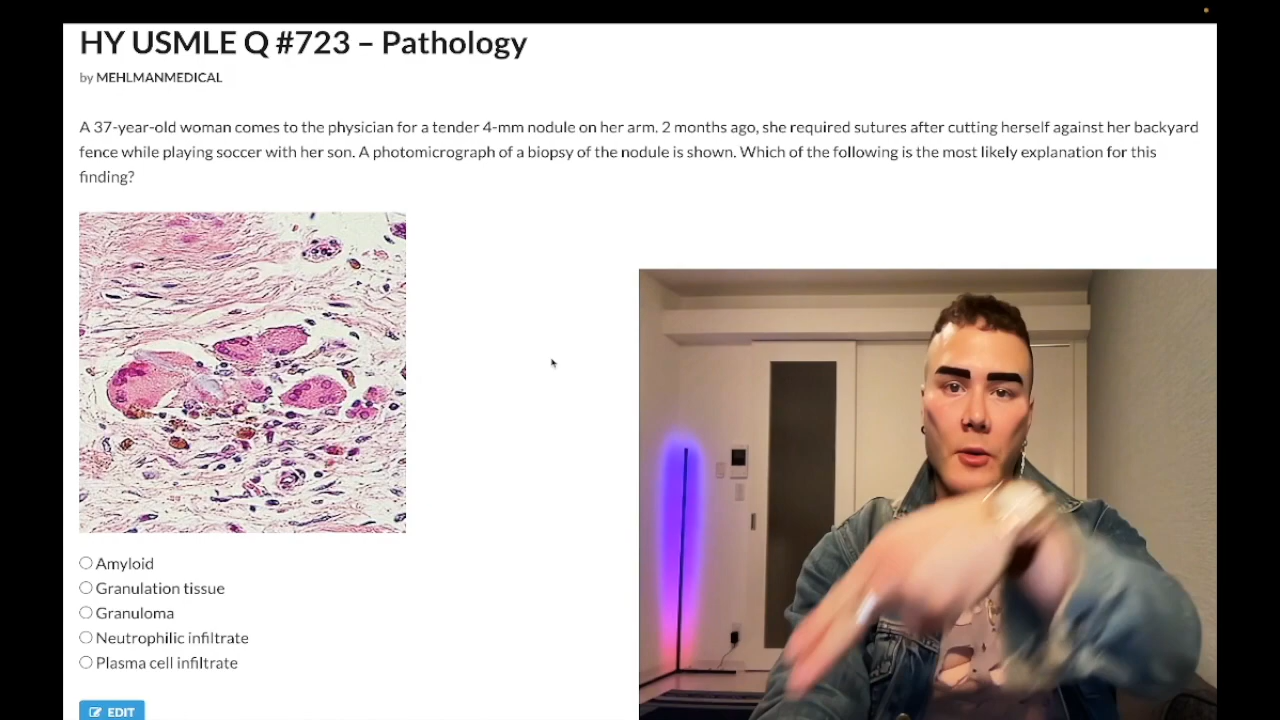 HY USMLE Q #723 – Pathology
by MEHLMANMEDICAL
A 37-year-old woman comes to the physician for a tender 4-mm nodule on her arm. 2 months ago, she required sutures after cutting herself against her backyard
fence while playing soccer with her son. A photomicrograph of a biopsy of the nodule is shown. Which of the following is the most likely explanation for this
finding?
Amyloid
Granulation tissue
Granuloma
Neutrophilic infiltrate
Plasma cell infiltrate
EDIT